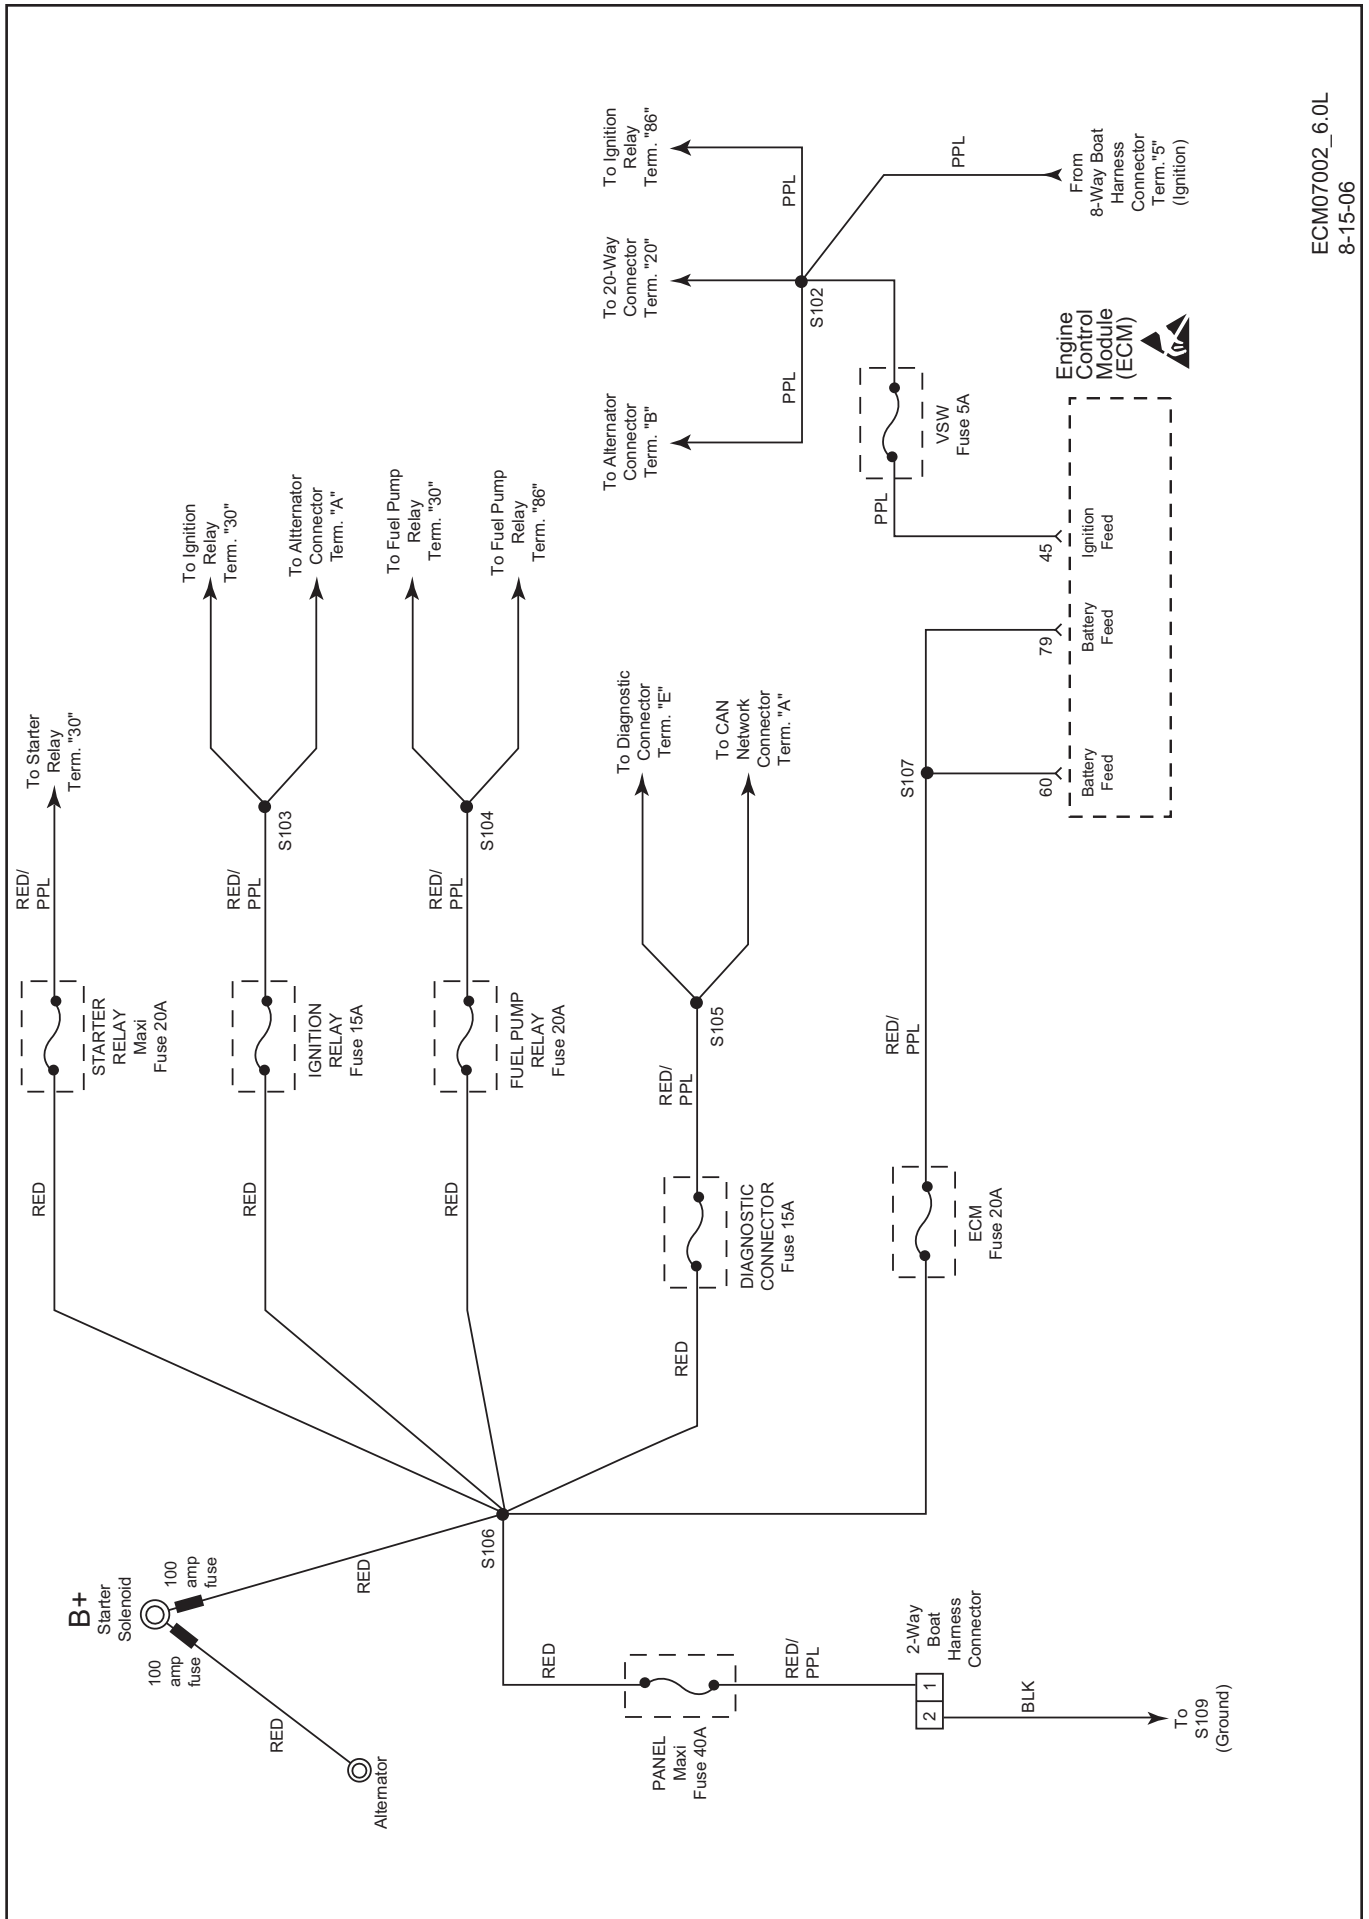 B+
Starter
Solenoid
100
amp
fuse
100
amp
fuse
RED
Alternator
RED
S106
RED
STARTER
RELAY
Maxi
Fuse 20A
RED/
PPL
To Starter
Relay
Term. "30"
RED
IGNITION
RELAY
Fuse 15A
RED/
PPL
S103
To Ignition
Relay
Term. "30"
To Altternator
Connector
Term. "A"
RED
FUEL PUMP
RELAY
Fuse 20A
RED/
PPL
S104
To Fuel Pump
Relay
Term. "30"
To Fuel Pump
Relay
Term. "86"
RED
DIAGNOSTIC
CONNECTOR
Fuse 15A
RED/
PPL
S105
To Diagnostic
Connector
Term. "E"
To CAN
Network
Connector
Term. "A"
RED
PANEL
Maxi
Fuse 40A
RED/
PPL
2-Way
Boat
Harness
Connector
2 1
BLK
To
S109
(Ground)
ECM
Fuse 20A
RED/
PPL
S107
60
Battery
Feed
79
Battery
Feed
45
Ignition
Feed
Engine
Control
Module
(ECM)
PPL
VSW
Fuse 5A
S102
PPL
To Alternator
Connector
Term. "B"
To 20-Way
Connector
Term. "20"
PPL
To Ignition
Relay
Term. "86"
PPL
From
8-Way Boat
Harness
Connector
Term."5"
(Ignition)
ECM07002_6.0L
8-15-06